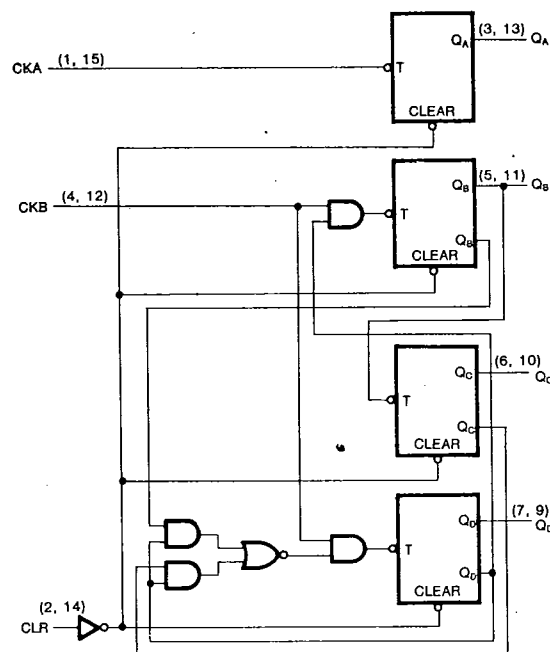 (3, 13)
QA QA
(1, 15)
CKA T
CLEAR
(5, 11)
QB QB
(4, 12)
CKB T
QB
CLEAR
(6, 10)
QC QC
T
QC
CLEAR
(7, 9)
QD QD
T
QD
CLEAR
(2, 14)
CLR